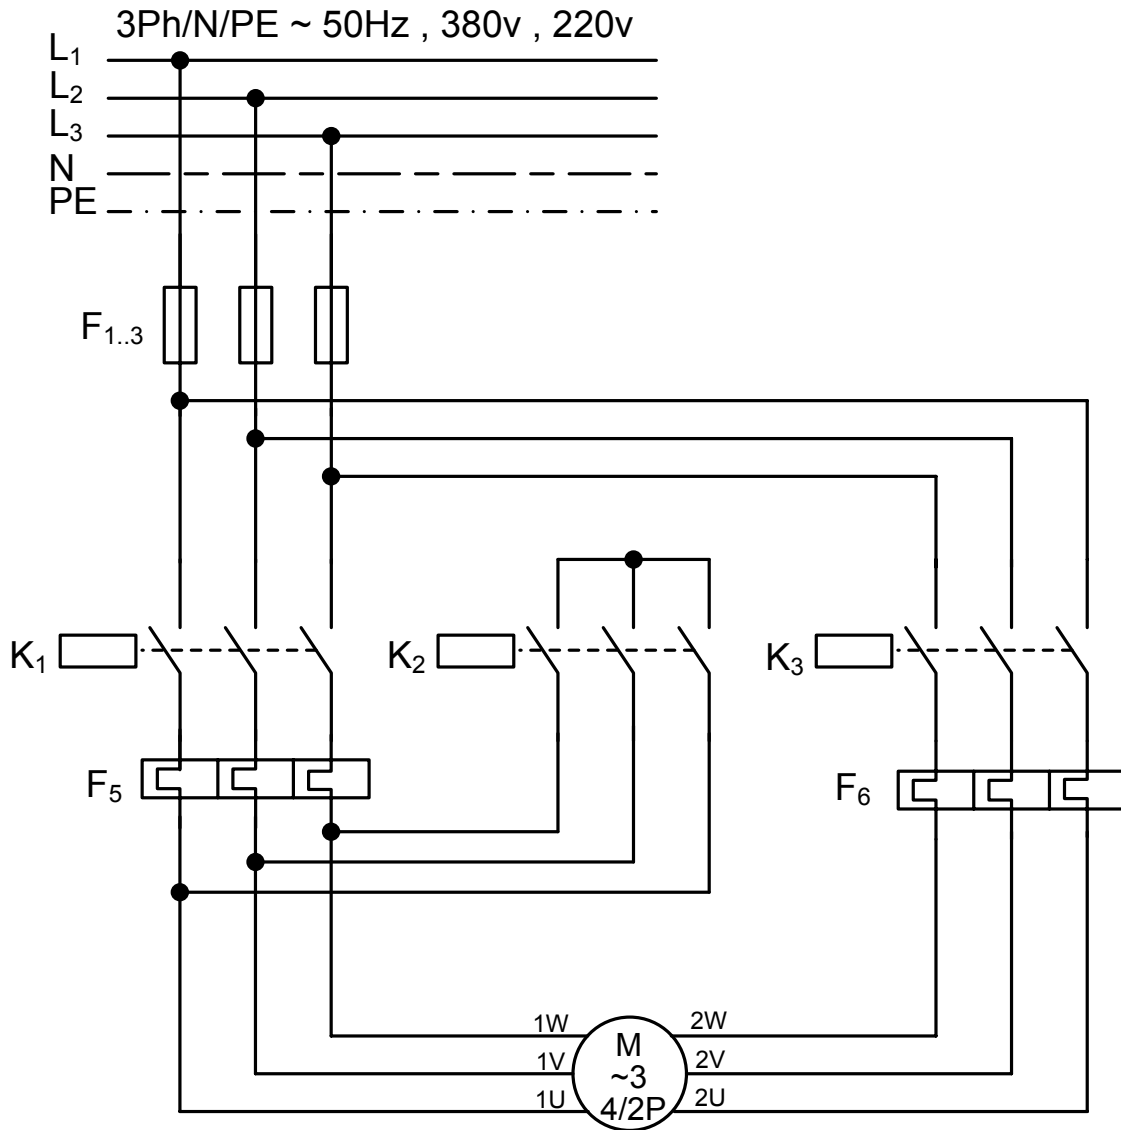 3Ph/N/PE ~ 50Hz , 380v , 220v
L₁
L₂
L₃
N
PE
F₁..₃
K₁
K₂
K₃
F₅
F₆
1W
2W
M
1V
~3
2V
1U
4/2P
2U